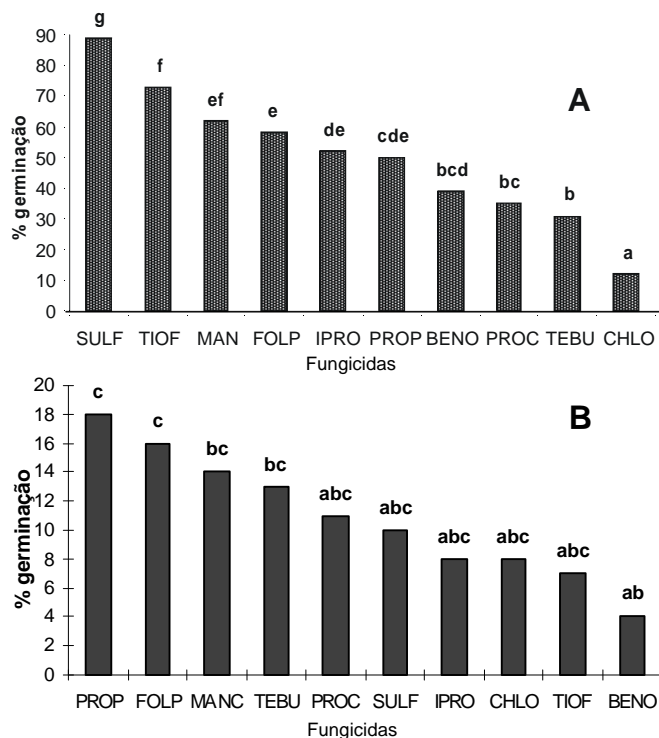 g
90
f
80
A
70
ef
e
60
de
cde
50
bcd
bc
40
b
30
20
a
10
0
% germinação
SULF TIOF MAN FOLP IPRO PROP BENO PROC TEBU CHLO
Fungicidas
20
c
B
18
c
16
bc
bc
14
abc
abc
12
abc abc
abc
10
8
ab
6
4
2
0
% germinação
PROP FOLP MANC TEBU PROC SULF IPRO CHLO TIOF BENO
Fungicidas